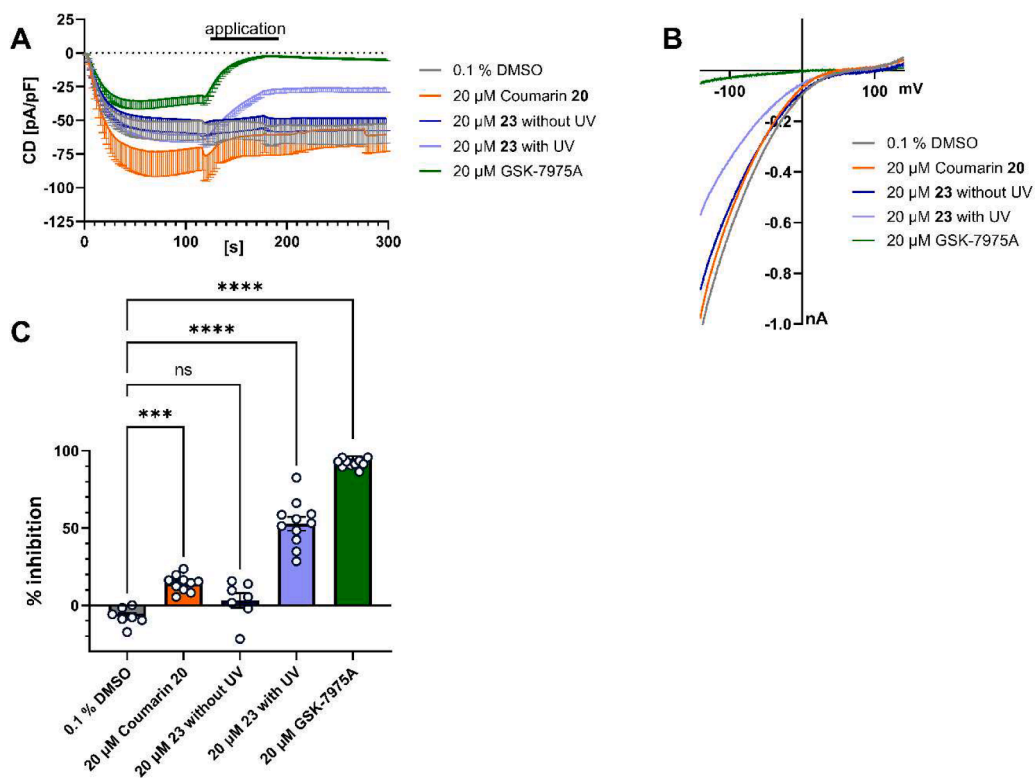 A
application
CD [pA/pF]
25
0
-25
-50
-75
-100
-125
0
100
200
300
[s]
0.1 % DMSO
20 µM Coumarin 20
20 µM 23 without UV
20 µM 23 with UV
20 µM GSK-7975A
B
-100
100
mV
-0.2
-0.4
-0.6
-0.8
-1.0
nA
0.1 % DMSO
20 µM Coumarin 20
20 µM 23 without UV
20 µM 23 with UV
20 µM GSK-7975A
C
****
****
ns
***
% inhibition
100
50
0
0.1 % DMSO
20 µM Coumarin 20
20 µM 23 without UV
20 µM 23 with UV
20 µM GSK-7975A